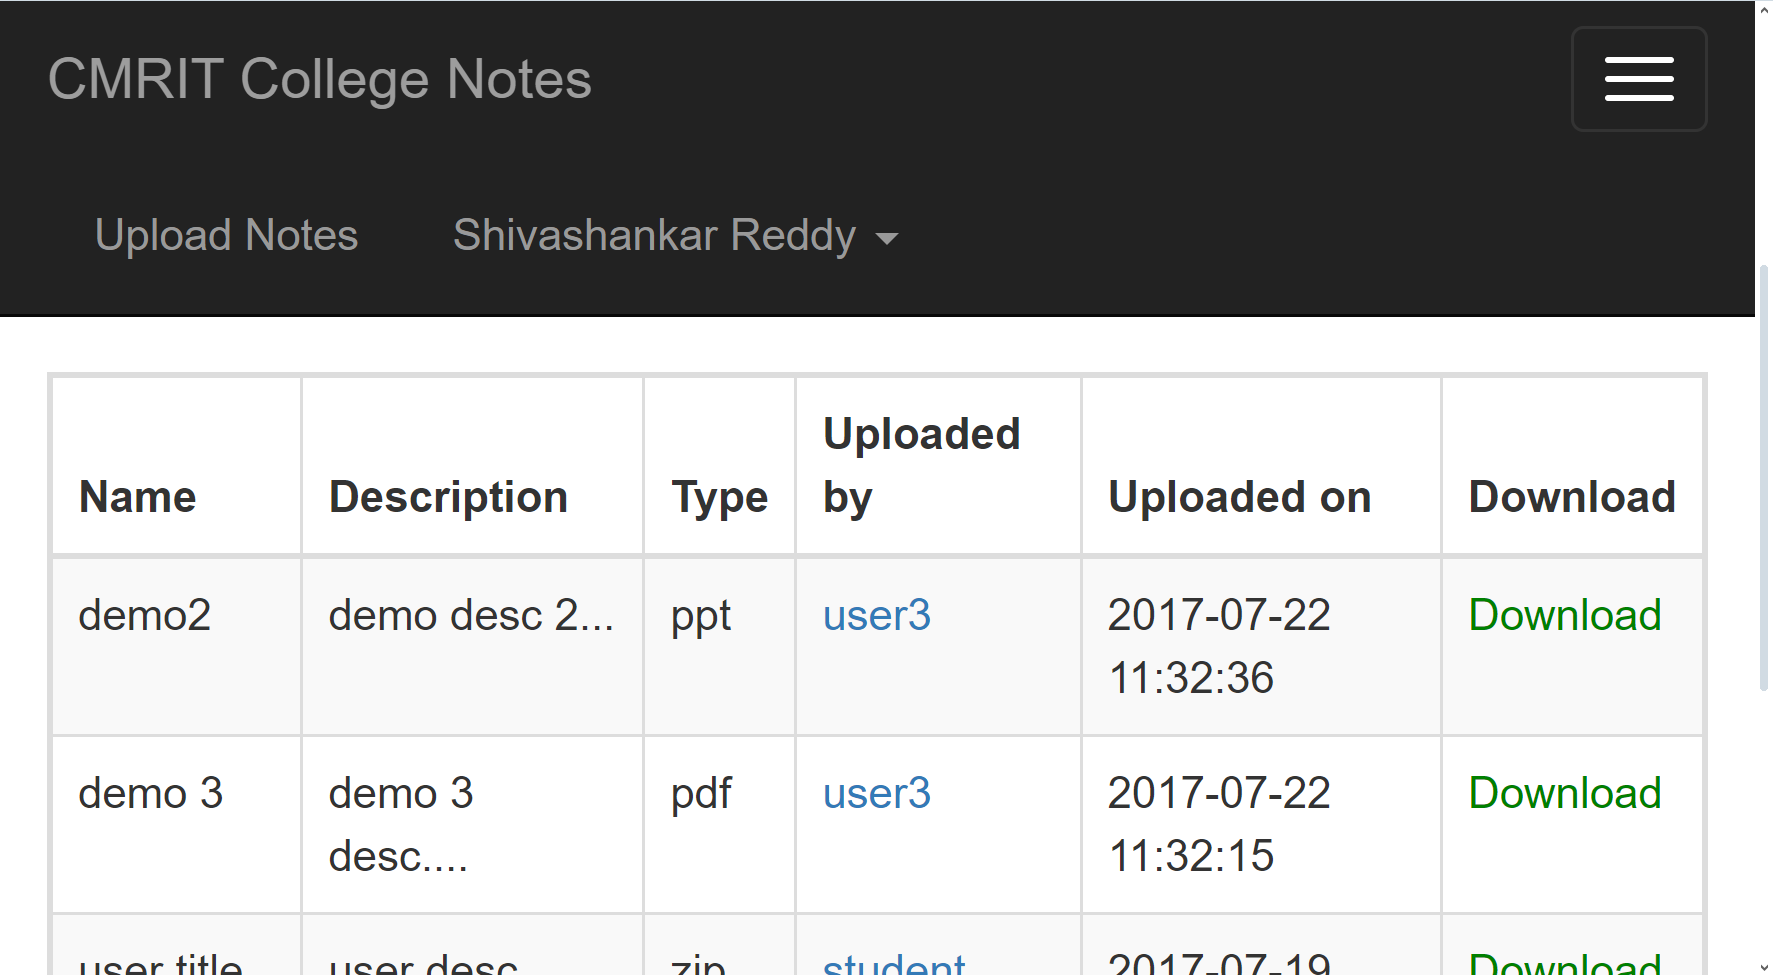 CMRIT College Notes
Upload Notes Shivashankar Reddy
Name Description Type Uploaded by Uploaded on Download
demo2 demo desc 2... ppt user3 2017-07-22 11:32:36 Download
demo 3 demo 3 desc.... pdf user3 2017-07-22 11:32:15 Download
user title user desc zip student 2017-07-19 Download